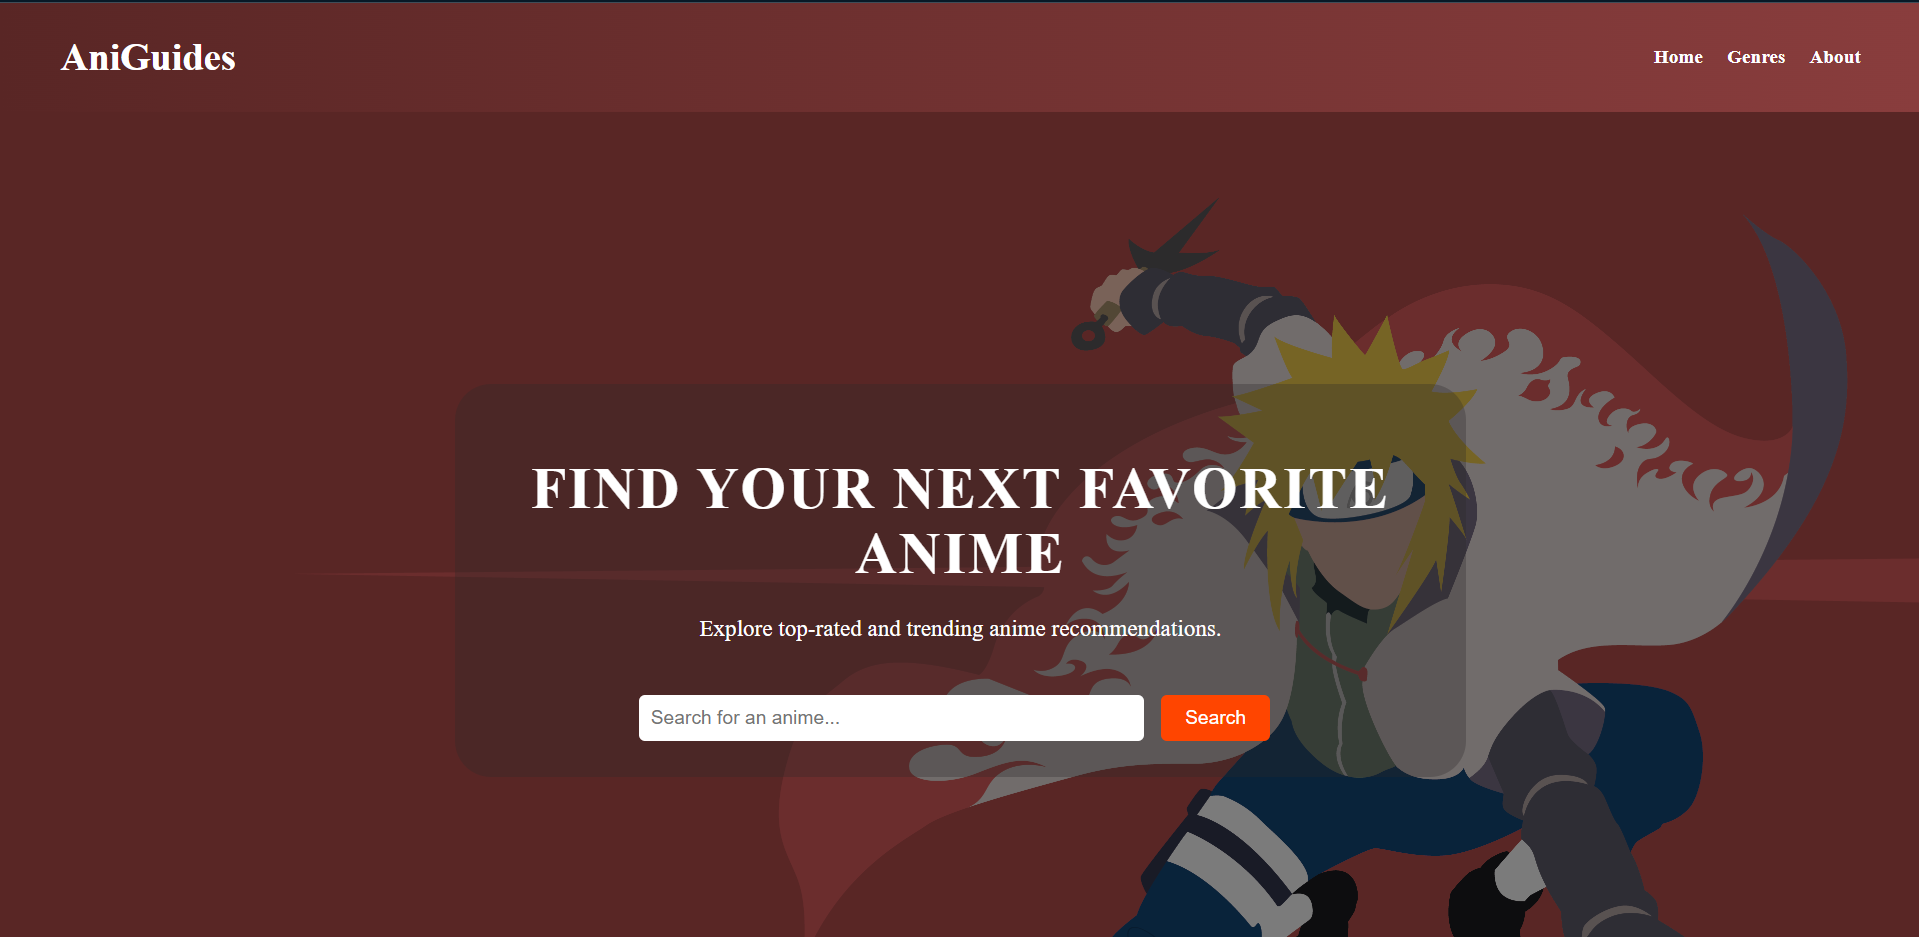 AniGuides
Home Genres About
FIND YOUR NEXT FAVORITE
ANIME
Explore top-rated and trending anime recommendations.
Search for an anime...
Search